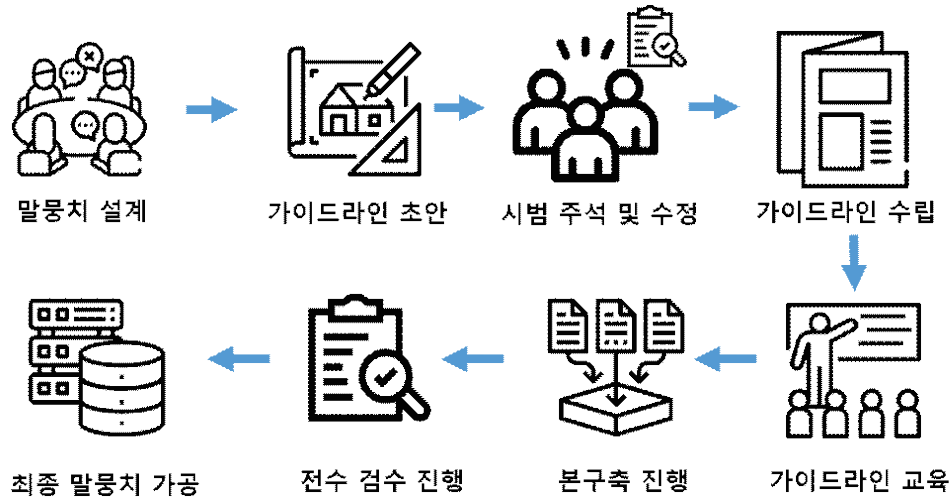 말뭉치 설계
가이드라인 초안
시범 주석 및 수정
가이드라인 수립
가이드라인 교육
본구축 진행
전수 검수 진행
최종 말뭉치 가공